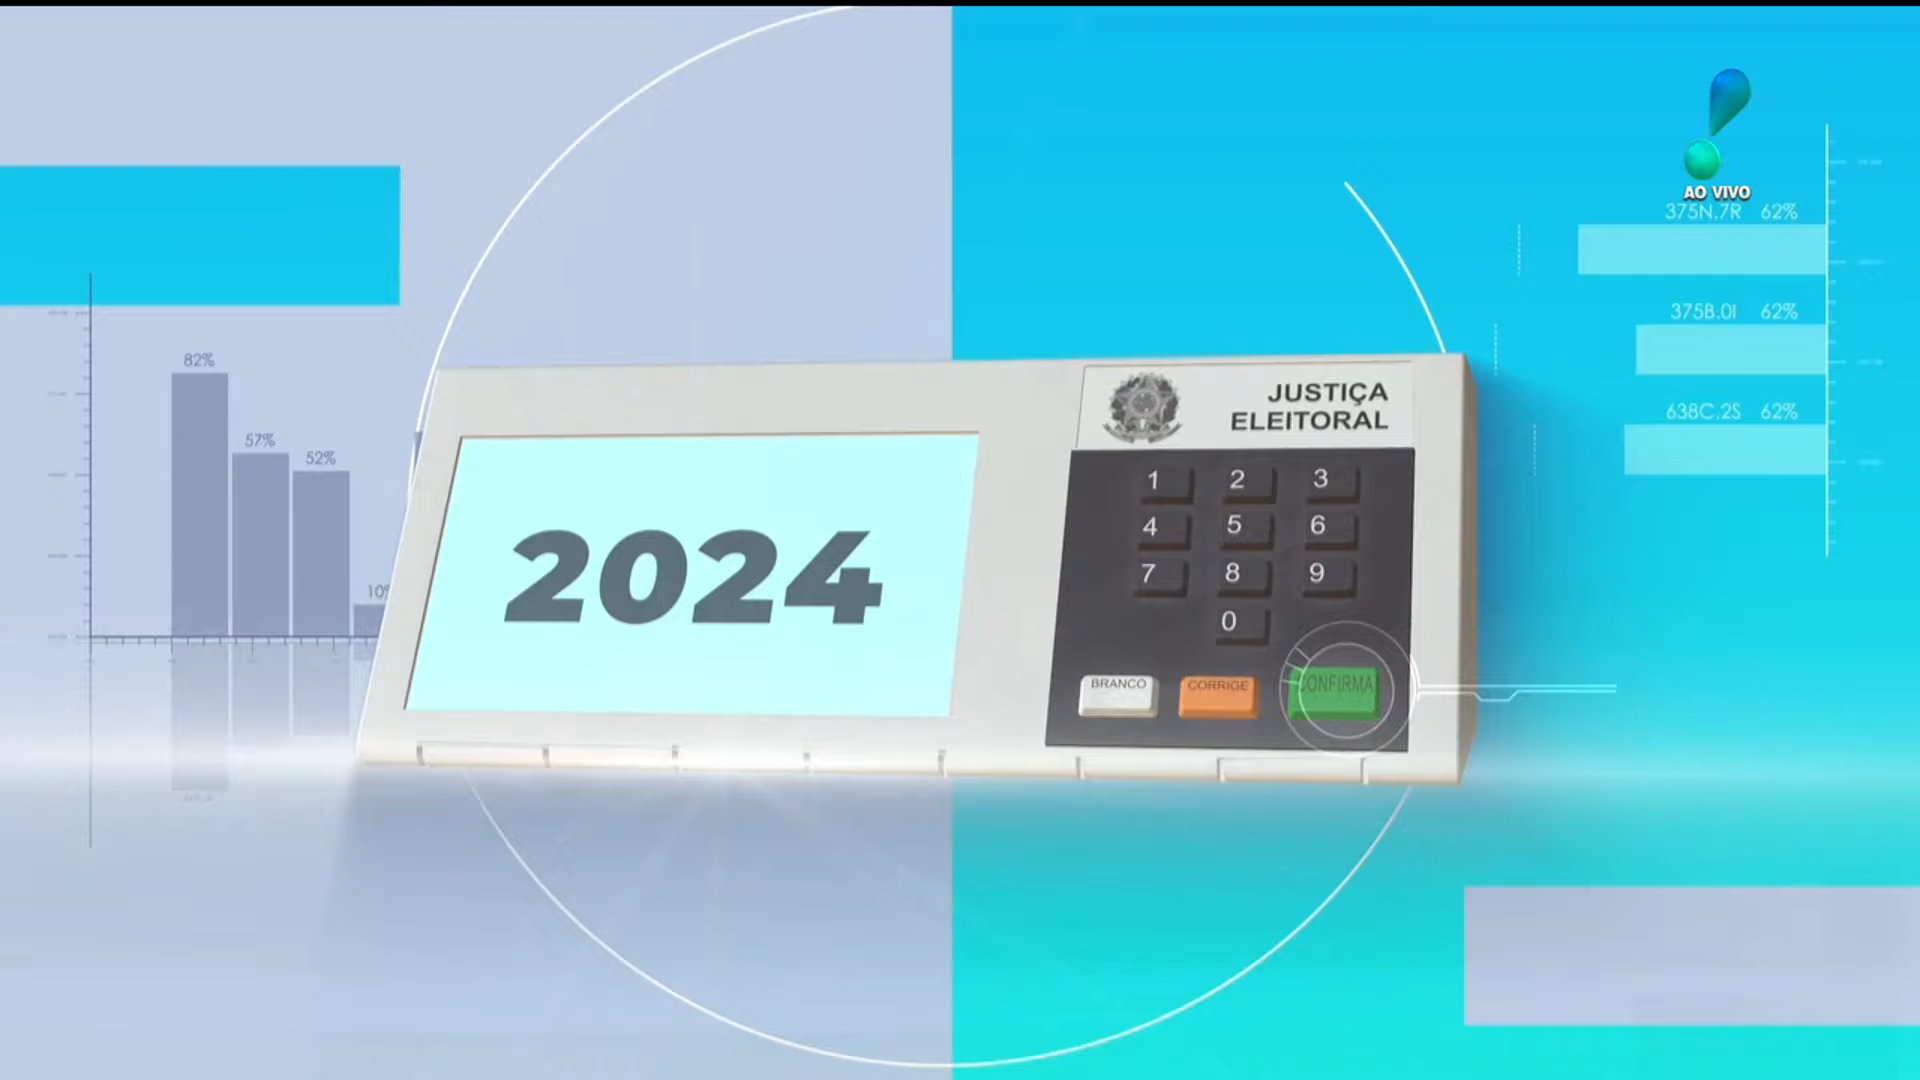 AO VIVO
375N.7R 62%
375B.0I 62%
638C.2S 62%
82%
57%
52%
10%
2024
JUSTIÇA
ELEITORAL
1 2 3
4 5 6
7 8 9
0
BRANCO CORRIGE CONFIRMA